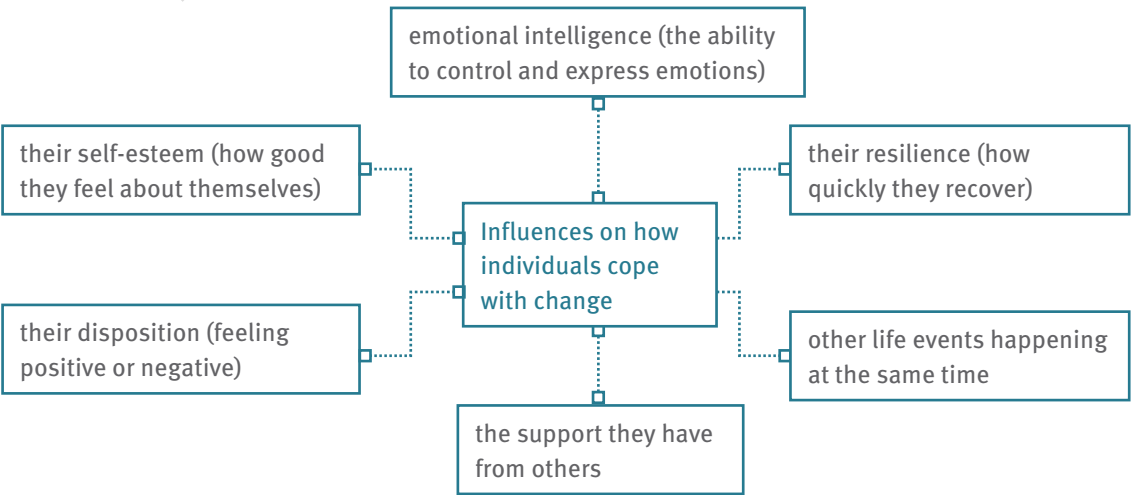 emotional intelligence (the ability
to control and express emotions)
their self-esteem (how good
they feel about themselves)
their resilience (how
quickly they recover)
Influences on how
individuals cope
with change
their disposition (feeling
positive or negative)
other life events happening
at the same time
the support they have
from others